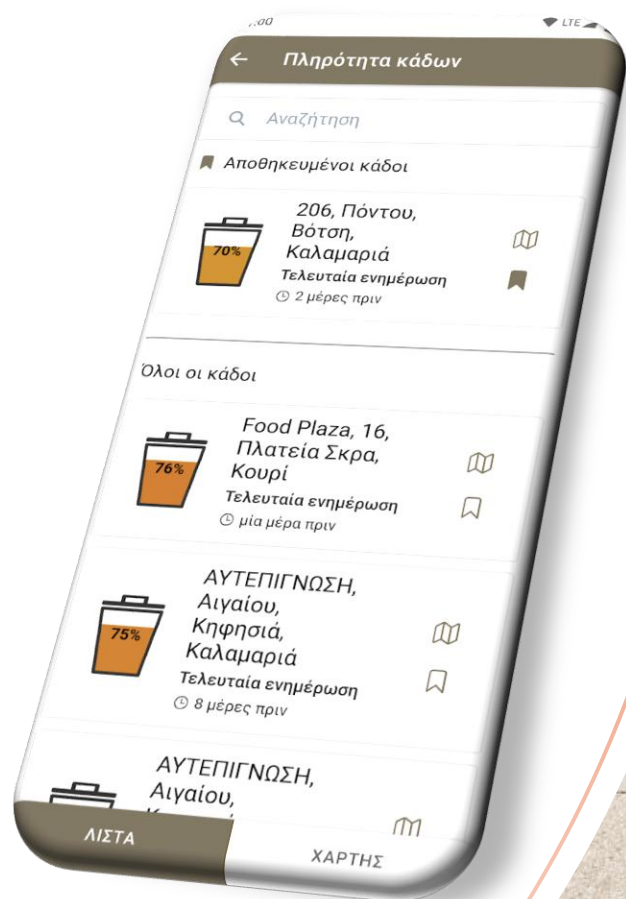 LTE
Πληρότητα κάδων
Αναζήτηση
Αποθηκευμένοι κάδοι
206, Πόντου,
Βότση,
Καλαμαριά
70%
Τελευταία ενημέρωση
2 μέρες πριν
Όλοι οι κάδοι
Food Plaza, 16,
Πλατεία Σκρα,
Κουρί
76%
Τελευταία ενημέρωση
μία μέρα πριν
ΑΥΤΕΠΙΓΝΩΣΗ,
Αιγαίου,
Κηφησιά,
Καλαμαριά
75%
Τελευταία ενημέρωση
8 μέρες πριν
ΑΥΤΕΠΙΓΝΩΣΗ,
Αιγαίου,
ΛΙΣΤΑ
ΧΑΡΤΗΣ